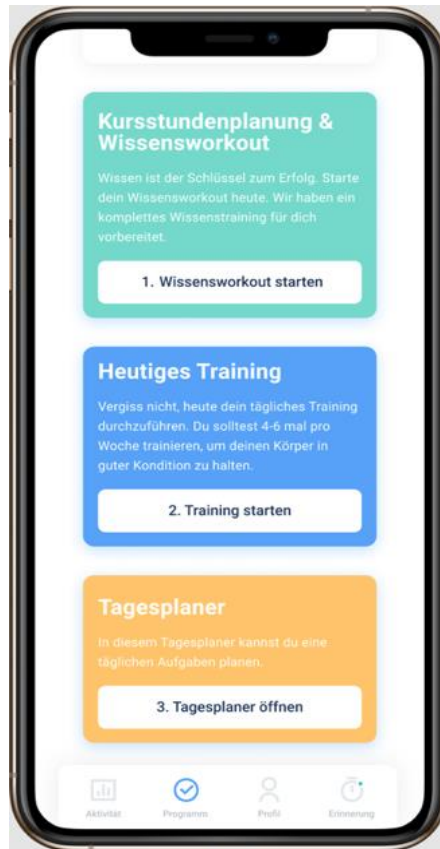 Kursstundenplanung &
Wissensworkout
Wissen ist der Schlüssel zum Erfolg. Starte
dein Wissensworkout heute. Wir haben ein
komplettes Wissenstraining für dich
vorbereitet.
1. Wissensworkout starten
Heutiges Training
Vergiss nicht, heute dein tägliches Training
durchzuführen. Du solltest 4-6 mal pro
Woche trainieren, um deinen Körper in
guter Kondition zu halten.
2. Training starten
Tagesplaner
In diesem Tagesplaner kannst du eine
täglichen Aufgaben planen.
3. Tagesplaner öffnen
Aktivität Programm Profil Erinnerung